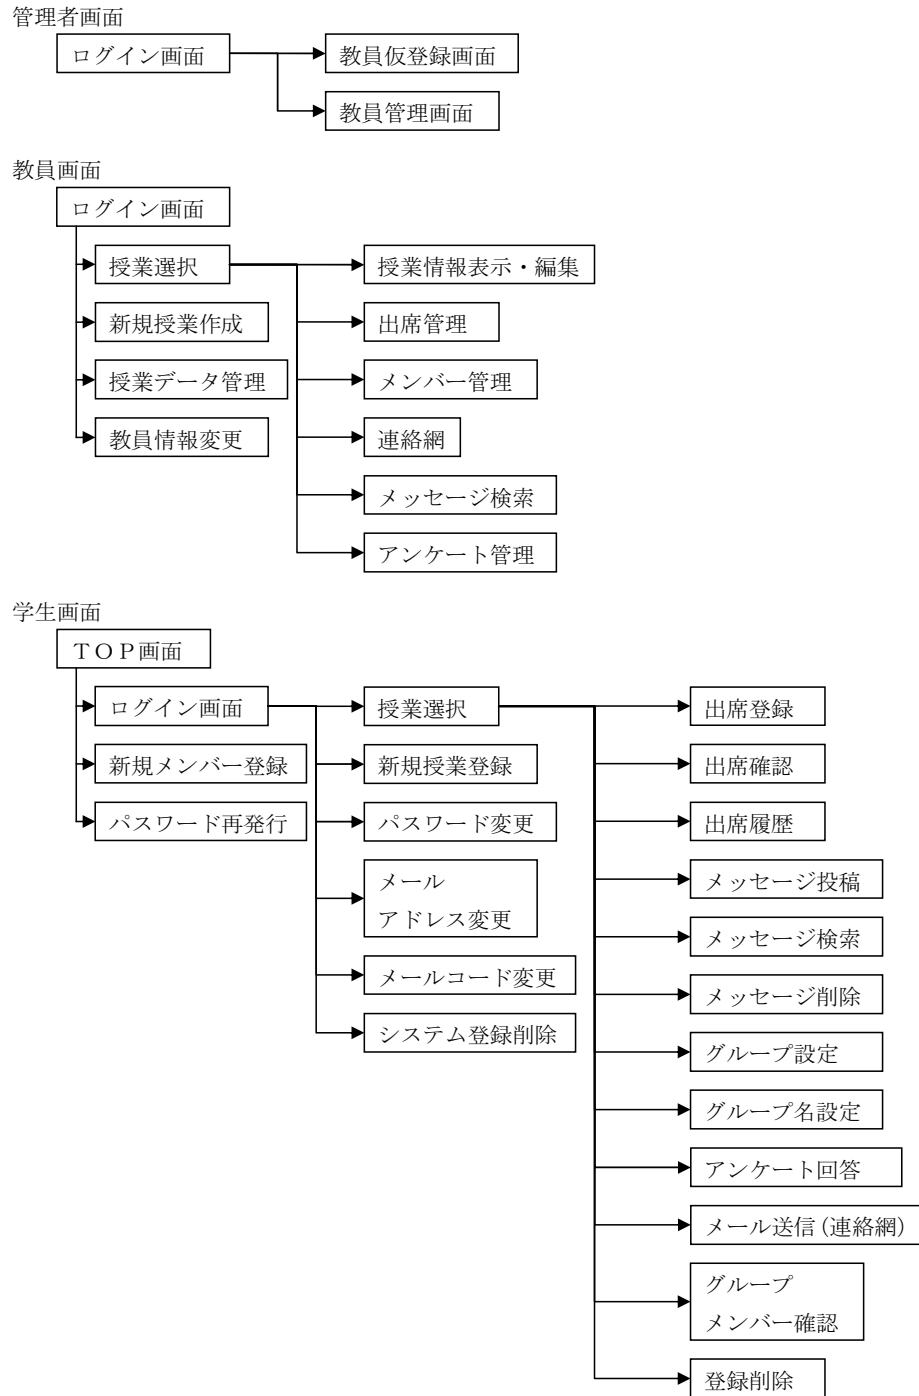 管理者画面
ログイン画面
教員仮登録画面
教員管理画面
教員画面
ログイン画面
授業選択
授業情報表示・編集
新規授業作成
出席管理
授業データ管理
メンバー管理
教員情報変更
連絡網
メッセージ検索
アンケート管理
学生画面
ＴＯＰ画面
ログイン画面
授業選択
出席登録
新規メンバー登録
新規授業登録
出席確認
パスワード再発行
パスワード変更
出席履歴
メール
アドレス変更
メッセージ投稿
メッセージ検索
メールコード変更
メッセージ削除
システム登録削除
グループ設定
グループ名設定
アンケート回答
メール送信(連絡網)
グループ
メンバー確認
登録削除